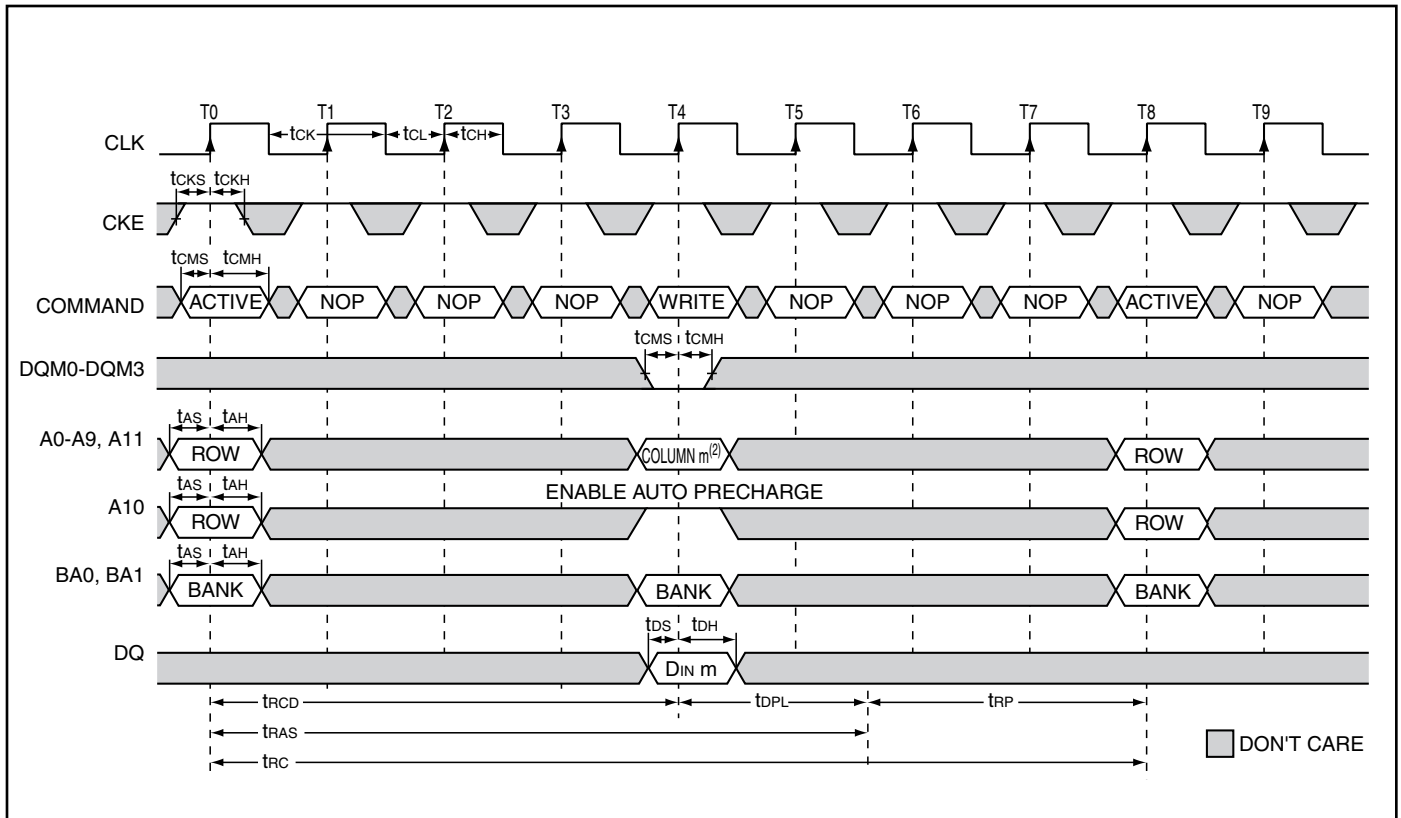 T0 T1 T2 T3 T4 T5 T6 T7 T8 T9
CLK tCK tCL tCH
tCKS tCKH
CKE
tCMS tCMH
COMMAND ACTIVE NOP NOP NOP WRITE NOP NOP NOP ACTIVE NOP
tCMS tCMH
DQM0-DQM3
tAS tAH
A0-A9, A11 ROW COLUMN m(2) ROW
tAS tAH ENABLE AUTO PRECHARGE
A10 ROW ROW
tAS tAH
BA0, BA1 BANK BANK BANK
tDS tDH
DQ DIN m
tRCD tDPL tRP
tRAS
DON'T CARE
tRC